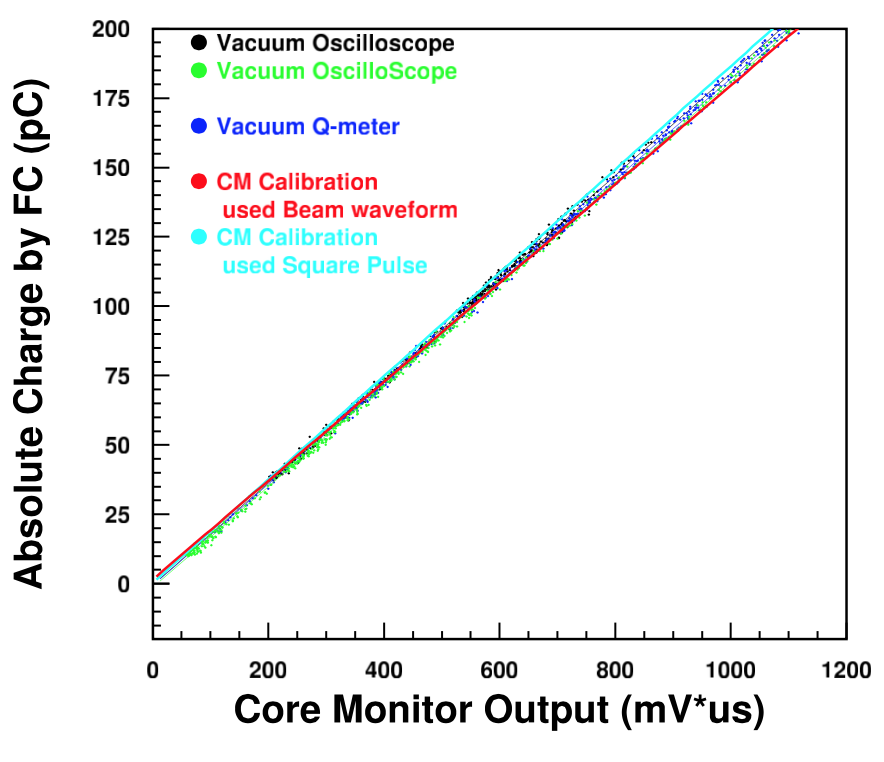 200
175
150
125
100
75
50
25
0
Absolute Charge by FC (pC)
Vacuum Oscilloscope
Vacuum OscilloScope
Vacuum Q-meter
CM Calibration
used Beam waveform
CM Calibration
used Square Pulse
0 200 400 600 800 1000 1200
Core Monitor Output (mV*us)